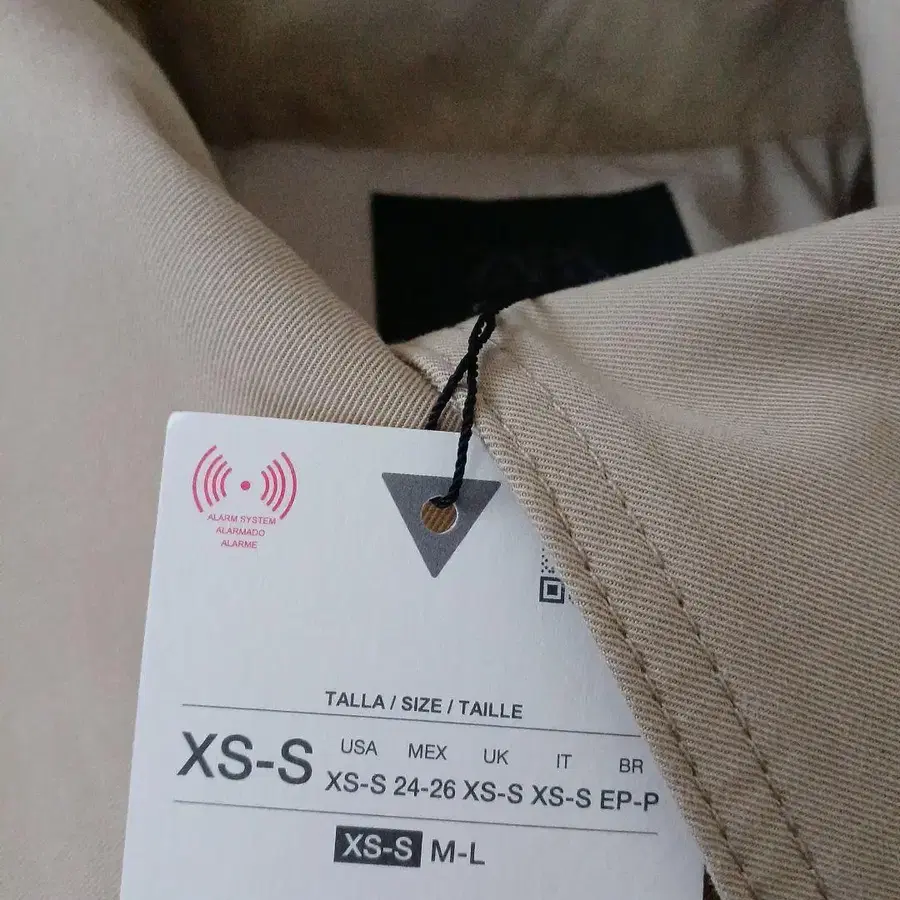 ALARM SYSTEM
ALARMADO
ALARME
TALLA / SIZE / TAILLE
XS-S
USA MEX UK IT BR
XS-S 24-26 XS-S XS-S EP-P
XS-S M-L